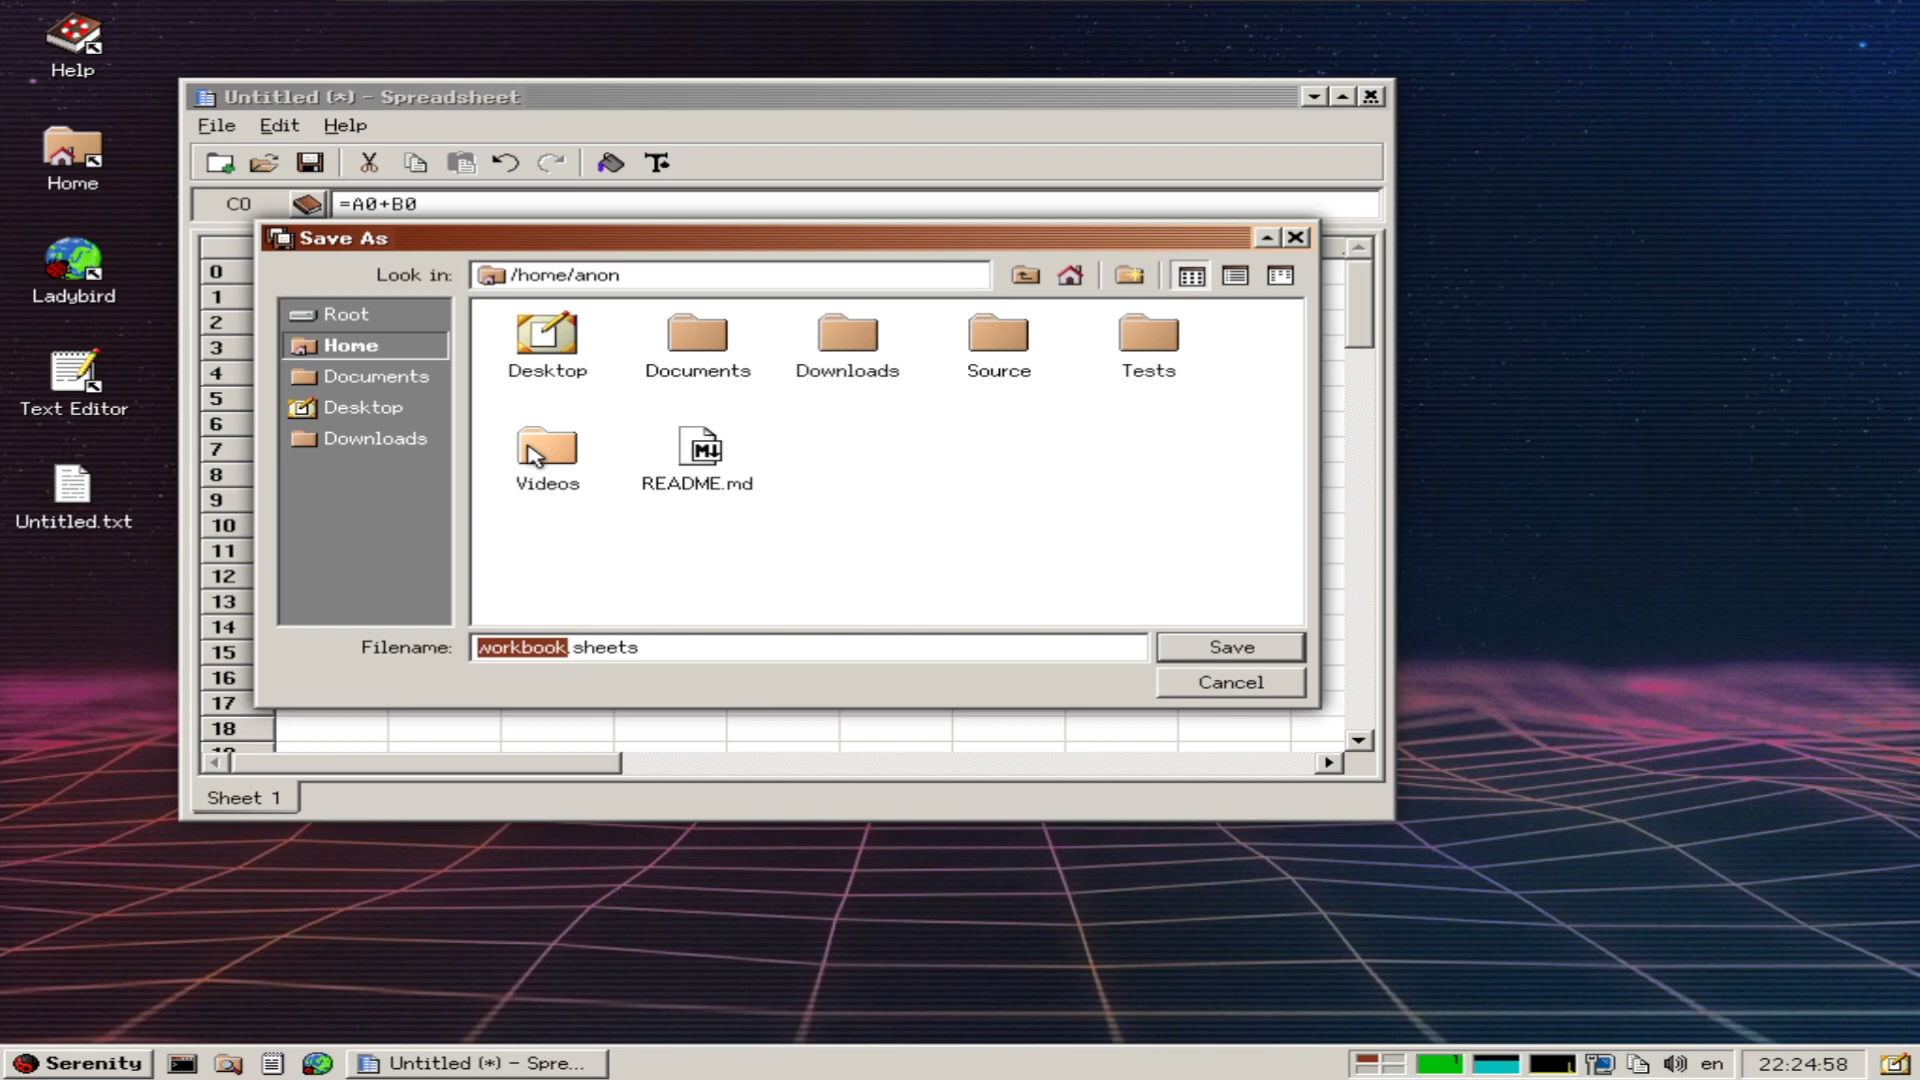 Help
Home
Ladybird
Text Editor
Untitled.txt
Untitled (*) - Spreadsheet
File Edit Help
C0 =A0+B0
Save As
Look in: /home/anon
Root
Home
Documents
Desktop
Downloads
Desktop Documents Downloads Source Tests
Videos README.md
Filename: workbook.sheets Save
Cancel
0
1
2
3
4
5
6
7
8
9
10
11
12
13
14
15
16
17
18
Sheet 1
Serenity Untitled (*) - Spre... en 22:24:58